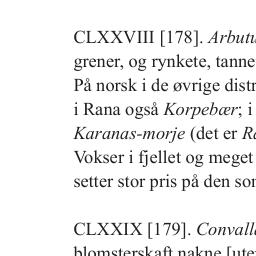 CLXXVIII [178]. Arbutu
grener, og rynkete, tanne
På norsk i de øvrige distr
i Rana også Korpebær; i
Karanas-morje (det er Ra
Vokser i fjellet og meget
setter stor pris på den so
CLXXIX [179]. Convalla
blomsterskaft nakne [ute